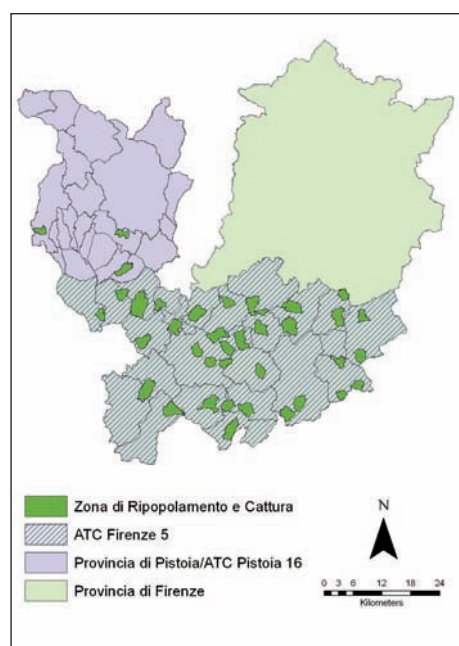 Zona di Ripopolamento e Cattura
ATC Firenze 5
Provincia di Pistoia/ATC Pistoia 16
Provincia di Firenze
N
0 3 6 12 18 24
Kilometers